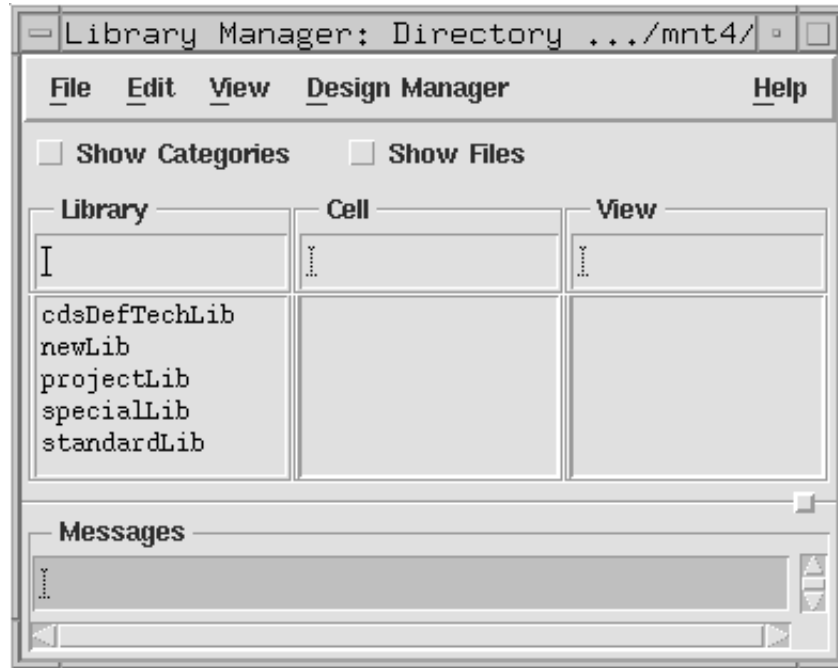 Library Manager: Directory .../mnt4/
File Edit View Design Manager Help
Show Categories Show Files
Library Cell View
cdsDefTechLib
newLib
projectLib
specialLib
standardLib
Messages